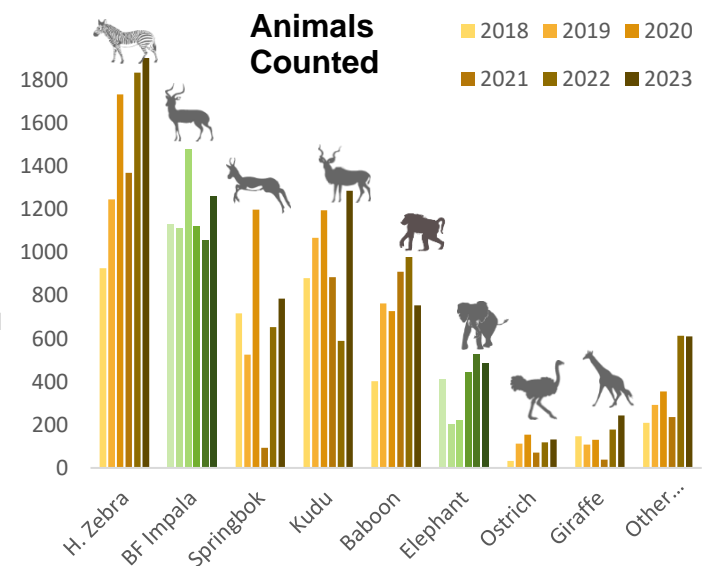 Animals
Counted
2018 2019 2020
2021 2022 2023
1800
1600
1400
1200
1000
800
600
400
200
0
H. Zebra
BF Impala
Springbok
Kudu
Baboon
Elephant
Ostrich
Giraffe
Other...